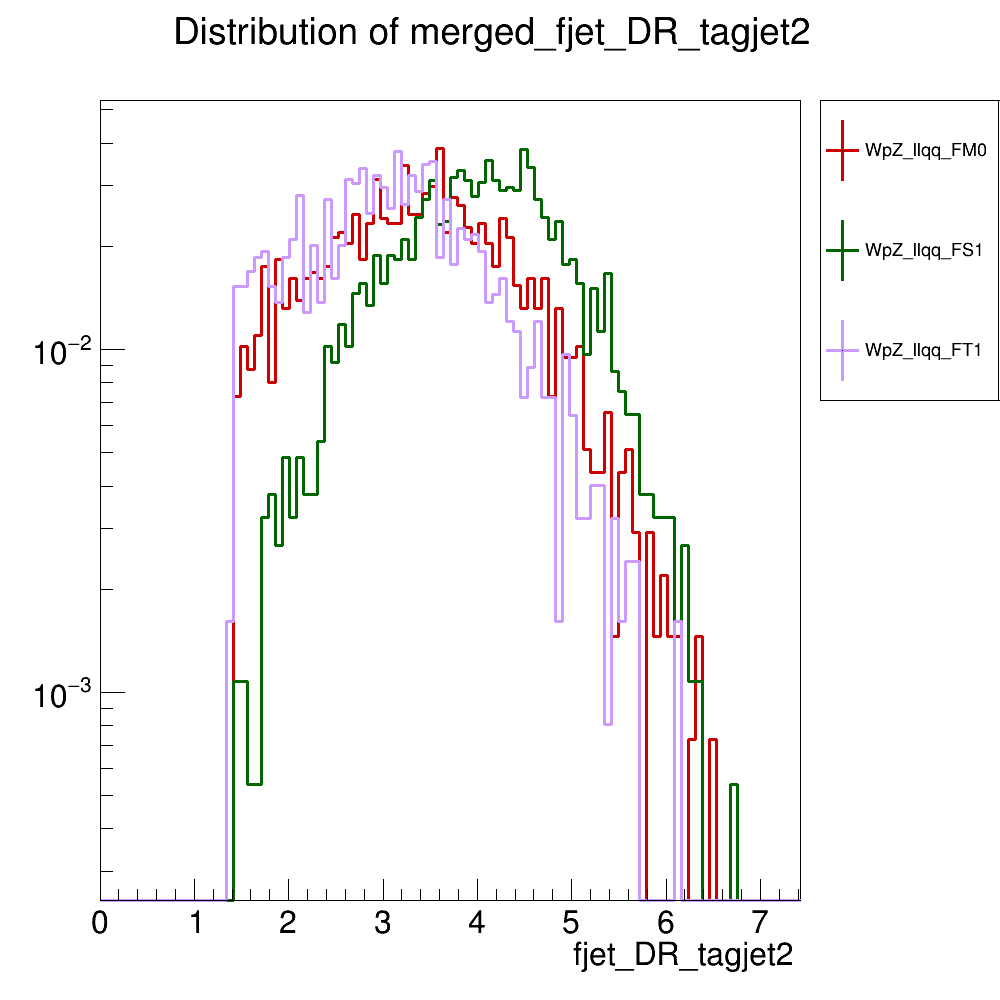 Distribution of merged_fjet_DR_tagjet2
WpZ_llqq_FM0
WpZ_llqq_FS1
WpZ_llqq_FT1
10−2
10−3
0 1 2 3 4 5 6 7
fjet_DR_tagjet2